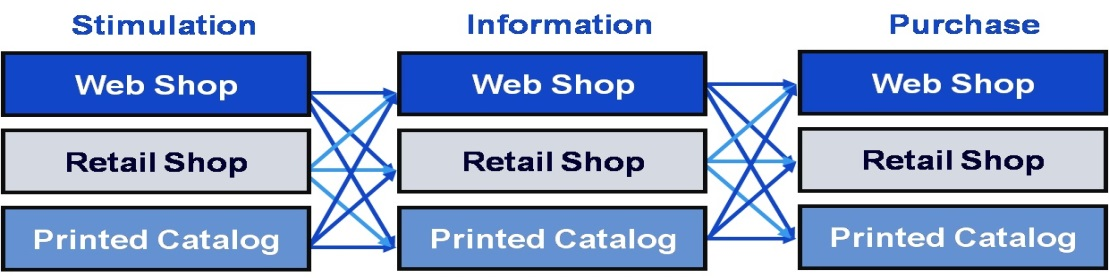 Stimulation Information Purchase
Web Shop Web Shop Web Shop
Retail Shop Retail Shop Retail Shop
Printed Catalog Printed Catalog Printed Catalog